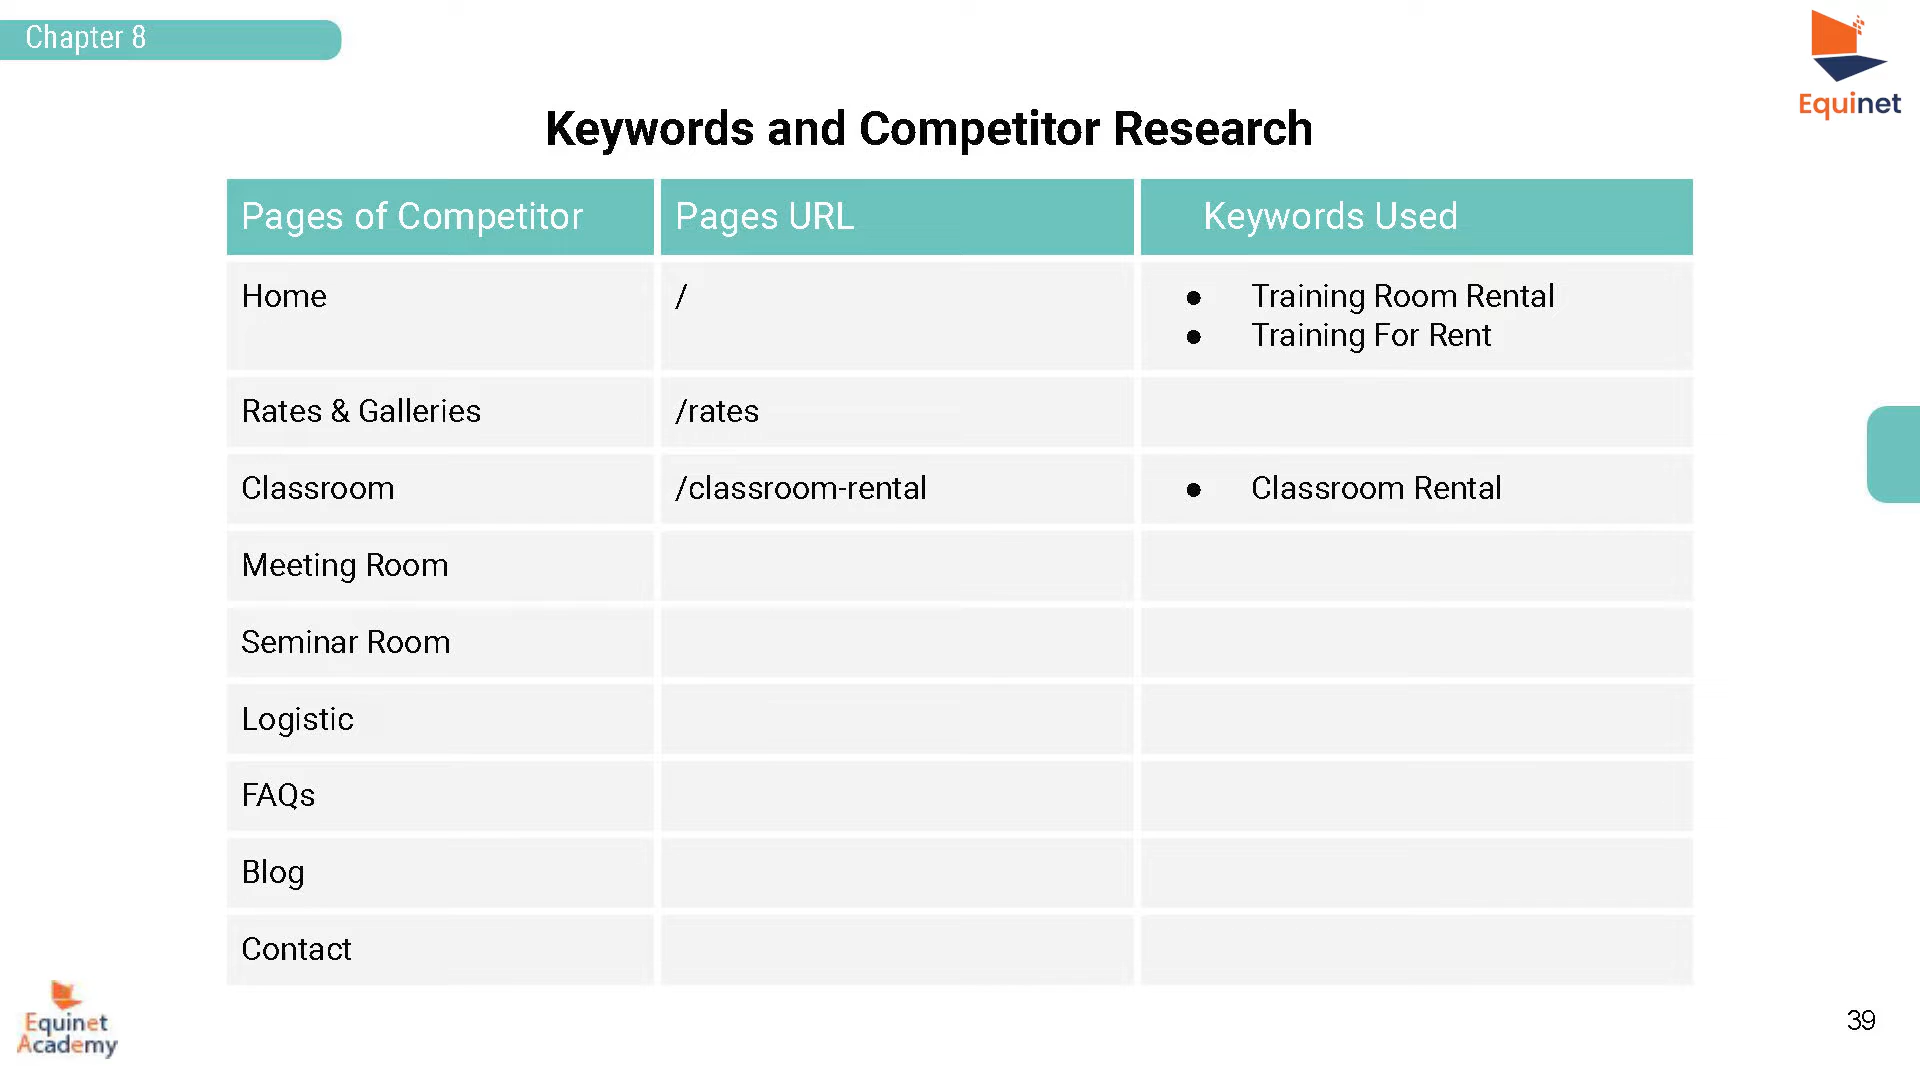 Chapter 8
Equinet
Keywords and Competitor Research
Pages of Competitor Pages URL Keywords Used
Home / ● Training Room Rental
● Training For Rent
Rates & Galleries /rates
Classroom /classroom-rental ● Classroom Rental
Meeting Room
Seminar Room
Logistic
FAQs
Blog
Contact
Equinet
Academy
39